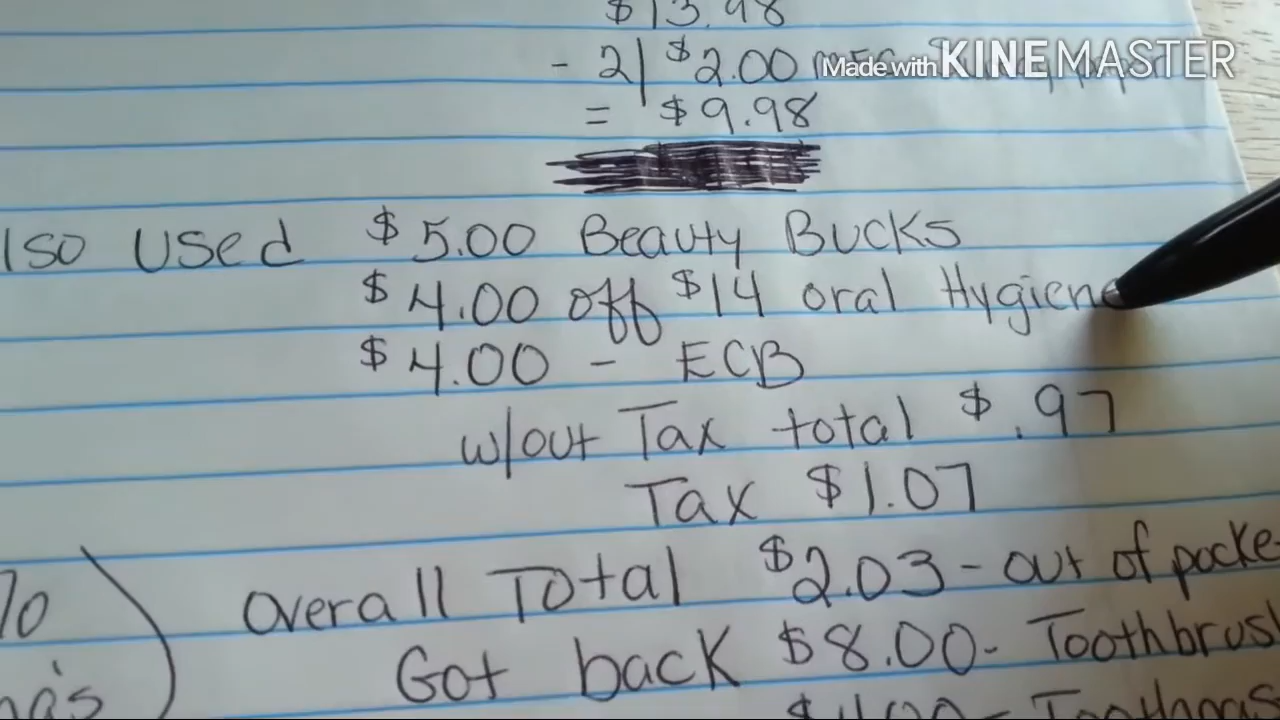 $13.98
- 2/ $2.00
Made with KINEMASTER
= $9.98
lso Used $5.00 Beauty Bucks
$4.00 off $14 oral Hygiene
$4.00 - ECB
w/out Tax total $.97
Tax $1.07
Overall Total $2.03 - out of pocke
Got back $8.00 - Toothbrush